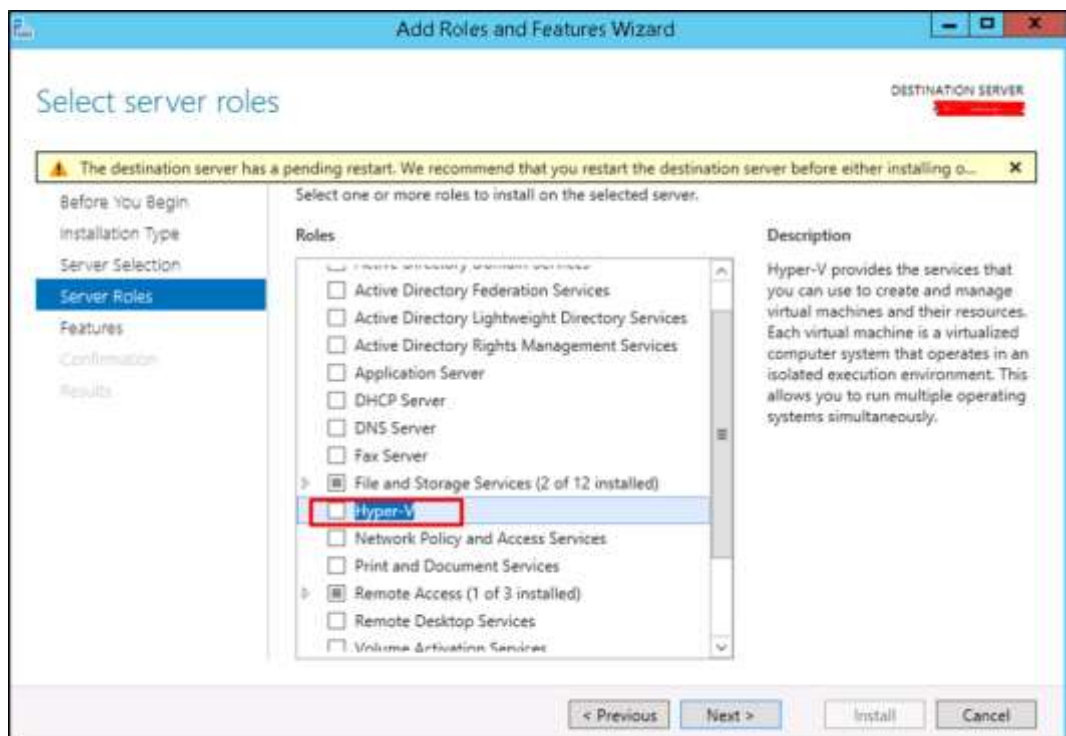 Add Roles and Features Wizard
Select server roles
DESTINATION SERVER
The destination server has a pending restart. We recommend that you restart the destination server before either installing o...
Before You Begin
Installation Type
Server Selection
Server Roles
Features
Confirmation
Results
Select one or more roles to install on the selected server.
Roles
Active Directory Domain Services
Active Directory Federation Services
Active Directory Lightweight Directory Services
Active Directory Rights Management Services
Application Server
DHCP Server
DNS Server
Fax Server
File and Storage Services (2 of 12 installed)
Hyper-V
Network Policy and Access Services
Print and Document Services
Remote Access (1 of 3 installed)
Remote Desktop Services
Volume Activation Services
Description
Hyper-V provides the services that
you can use to create and manage
virtual machines and their resources.
Each virtual machine is a virtualized
computer system that operates in an
isolated execution environment. This
allows you to run multiple operating
systems simultaneously.
< Previous
Next >
Install
Cancel